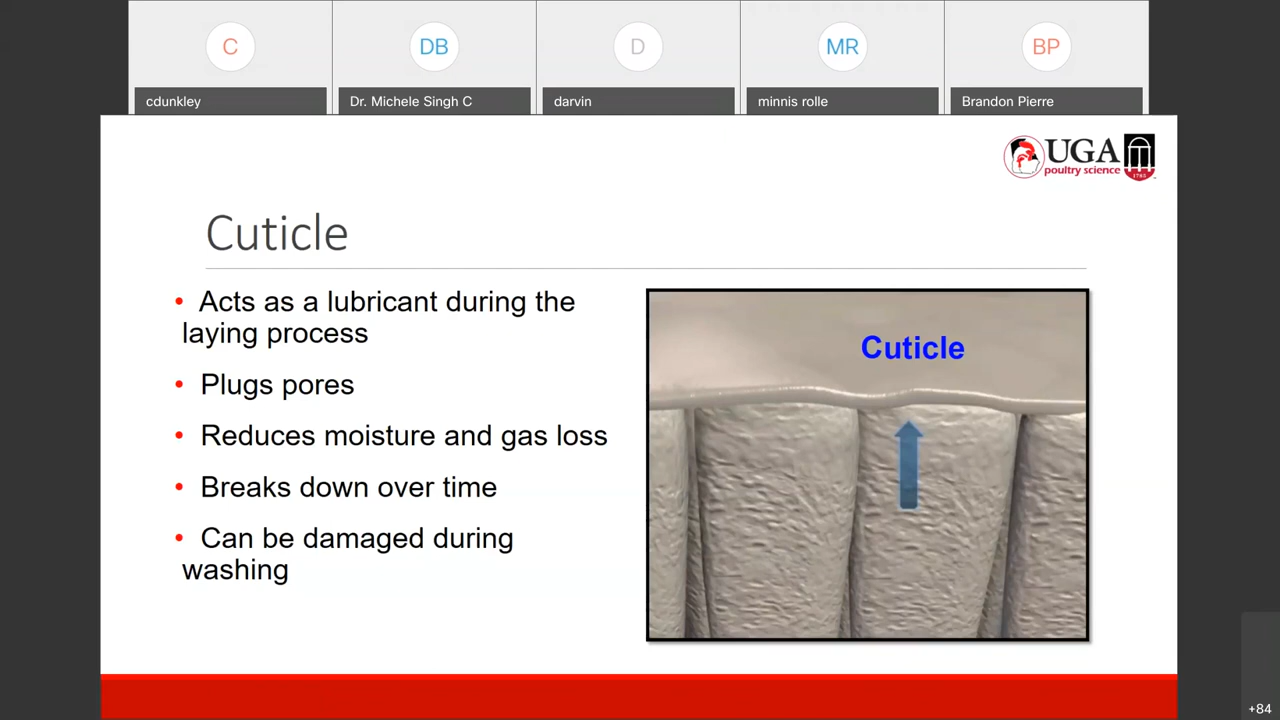 C
DB
D
MR
BP
cdunkley
Dr. Michele Singh C
darvin
minnis rolle
Brandon Pierre
UGA
poultry science
1785
Cuticle
• Acts as a lubricant during the
laying process
• Plugs pores
• Reduces moisture and gas loss
• Breaks down over time
• Can be damaged during
washing
Cuticle
+84